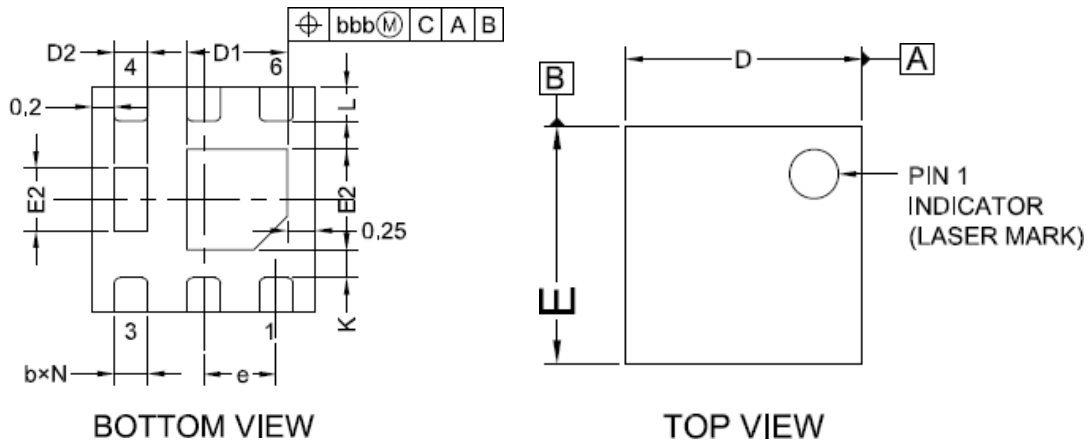 bbbⓂ C A B
D2
D1
4
6
0,2
L
E2
E2
0,25
3
1
K
b×N
e
BOTTOM VIEW
D
A
B
PIN 1
INDICATOR
(LASER MARK)
E
TOP VIEW